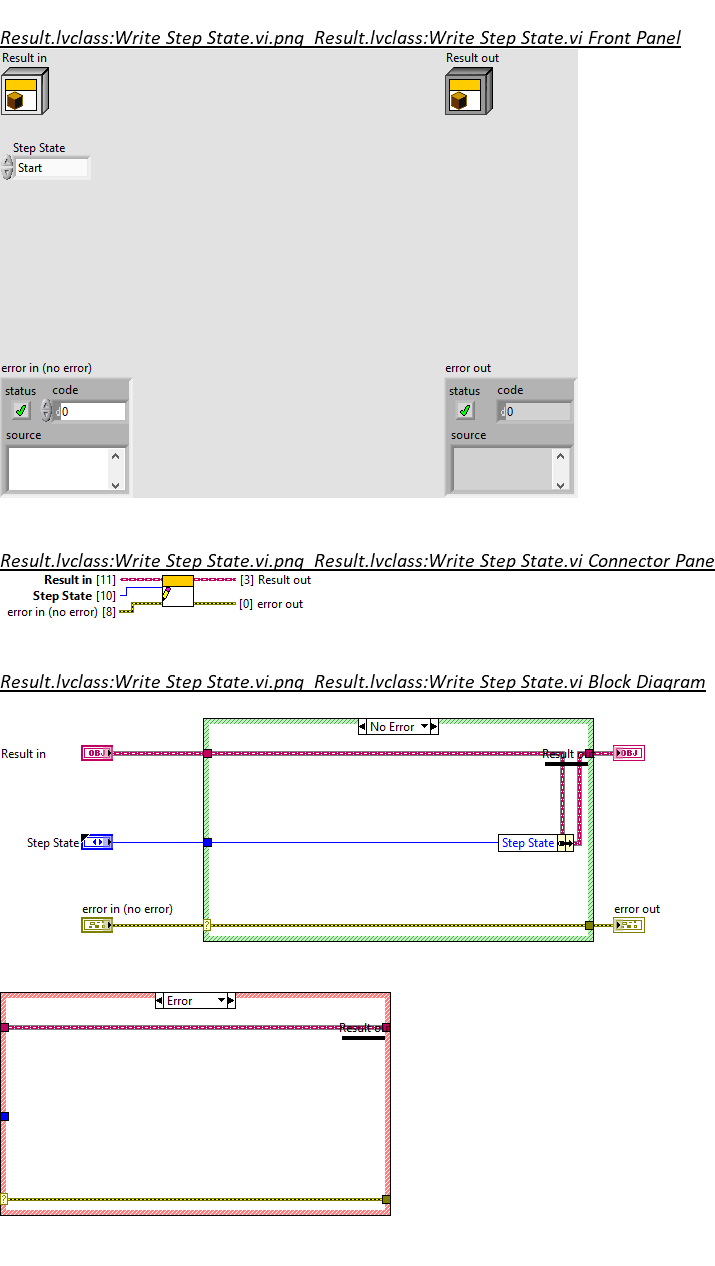 Result.lvclass:Write Step State.vi.png  Result.lvclass:Write Step State.vi Front Panel
Result in
Result out
Step State
Start
error in (no error)
error out
status code
0
source
status code
0
source
Result.lvclass:Write Step State.vi.png  Result.lvclass:Write Step State.vi Connector Pane
Result in [11]
[3] Result out
Step State [10]
error in (no error) [8]
[0] error out
Result.lvclass:Write Step State.vi.png  Result.lvclass:Write Step State.vi Block Diagram
No Error
Result in
OBJ
Result
OBJ
Step State
Step State
error in (no error)
error out
?
Error
Result
?